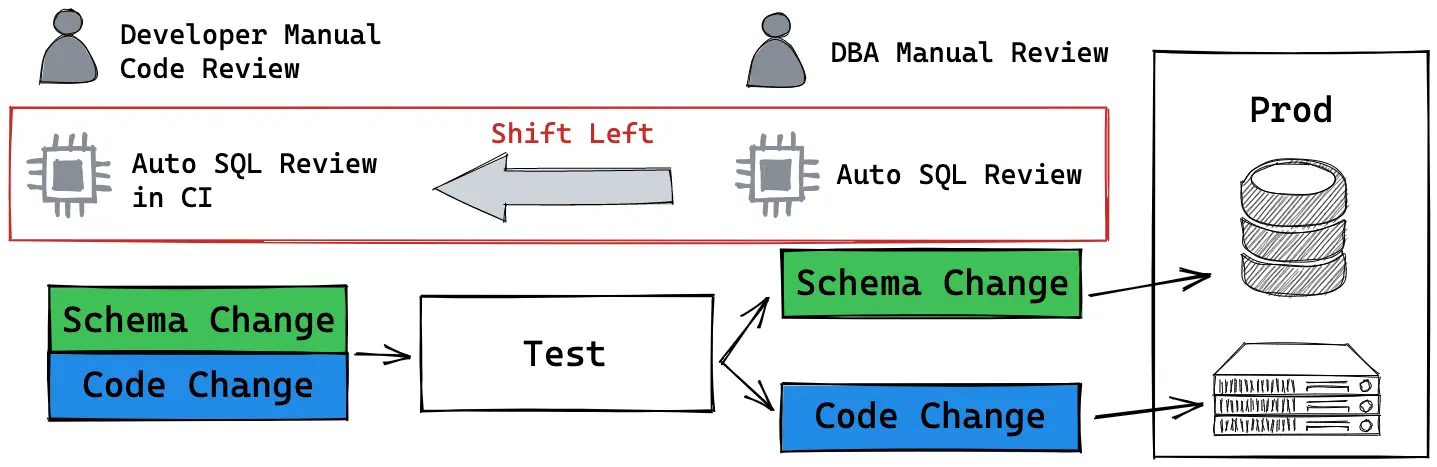 Developer Manual
Code Review
DBA Manual Review
Prod
Shift Left
Auto SQL Review
in CI
Auto SQL Review
Schema Change
Schema Change
Test
Code Change
Code Change